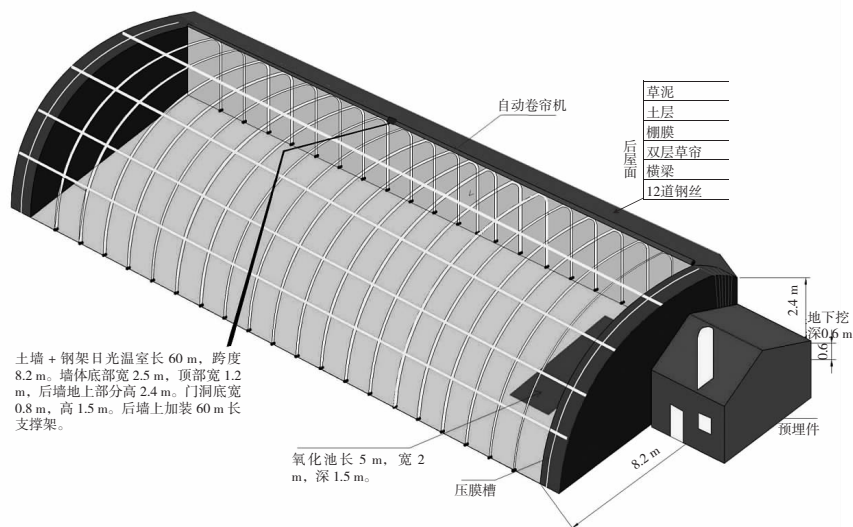 自动卷帘机
后屋面
草泥
土层
棚膜
双层草帘
横梁
12道钢丝
2.4 m
地下挖
深0.6 m
0.6
土墙 + 钢架日光温室长 60 m，跨度
8.2 m。墙体底部宽 2.5 m，顶部宽 1.2
m，后墙地上部分高 2.4 m。门洞底宽
0.8 m，高 1.5 m。后墙上加装 60 m 长
支撑架。
氧化池长 5 m，宽 2
m，深 1.5 m。
压膜槽
8.2 m
预埋件